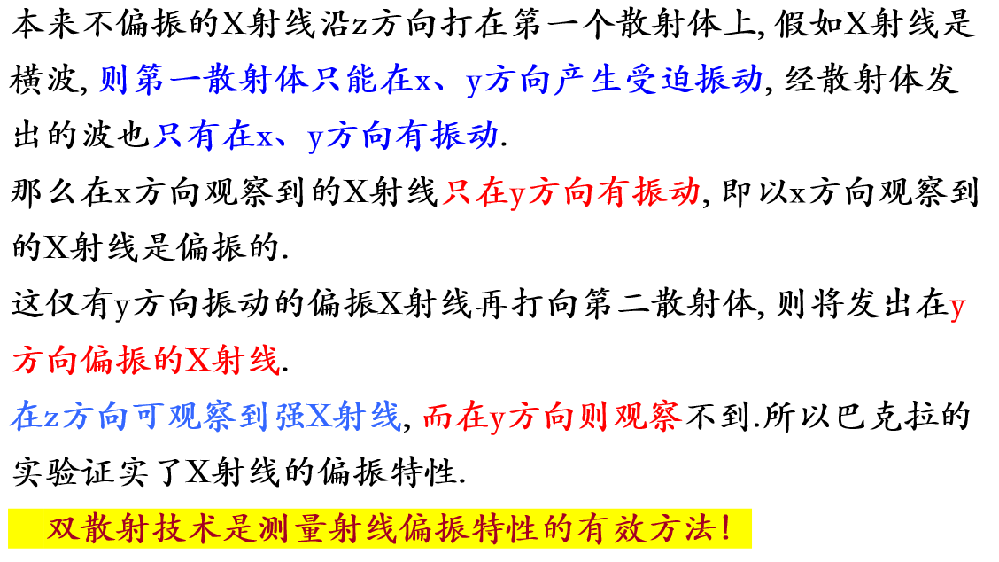 本来不偏振的X射线沿z方向打在第一个散射体上, 假如X射线是
横波, 则第一散射体只能在x、y方向产生受迫振动, 经散射体发
出的波也只有在x、y方向有振动.
那么在x方向观察到的X射线只在y方向有振动, 即以x方向观察到
的X射线是偏振的.
这仅有y方向振动的偏振X射线再打向第二散射体, 则将发出在y
方向偏振的X射线.
在z方向可观察到强X射线, 而在y方向则观察不到.所以巴克拉的
实验证实了X射线的偏振特性.
双散射技术是测量射线偏振特性的有效方法!